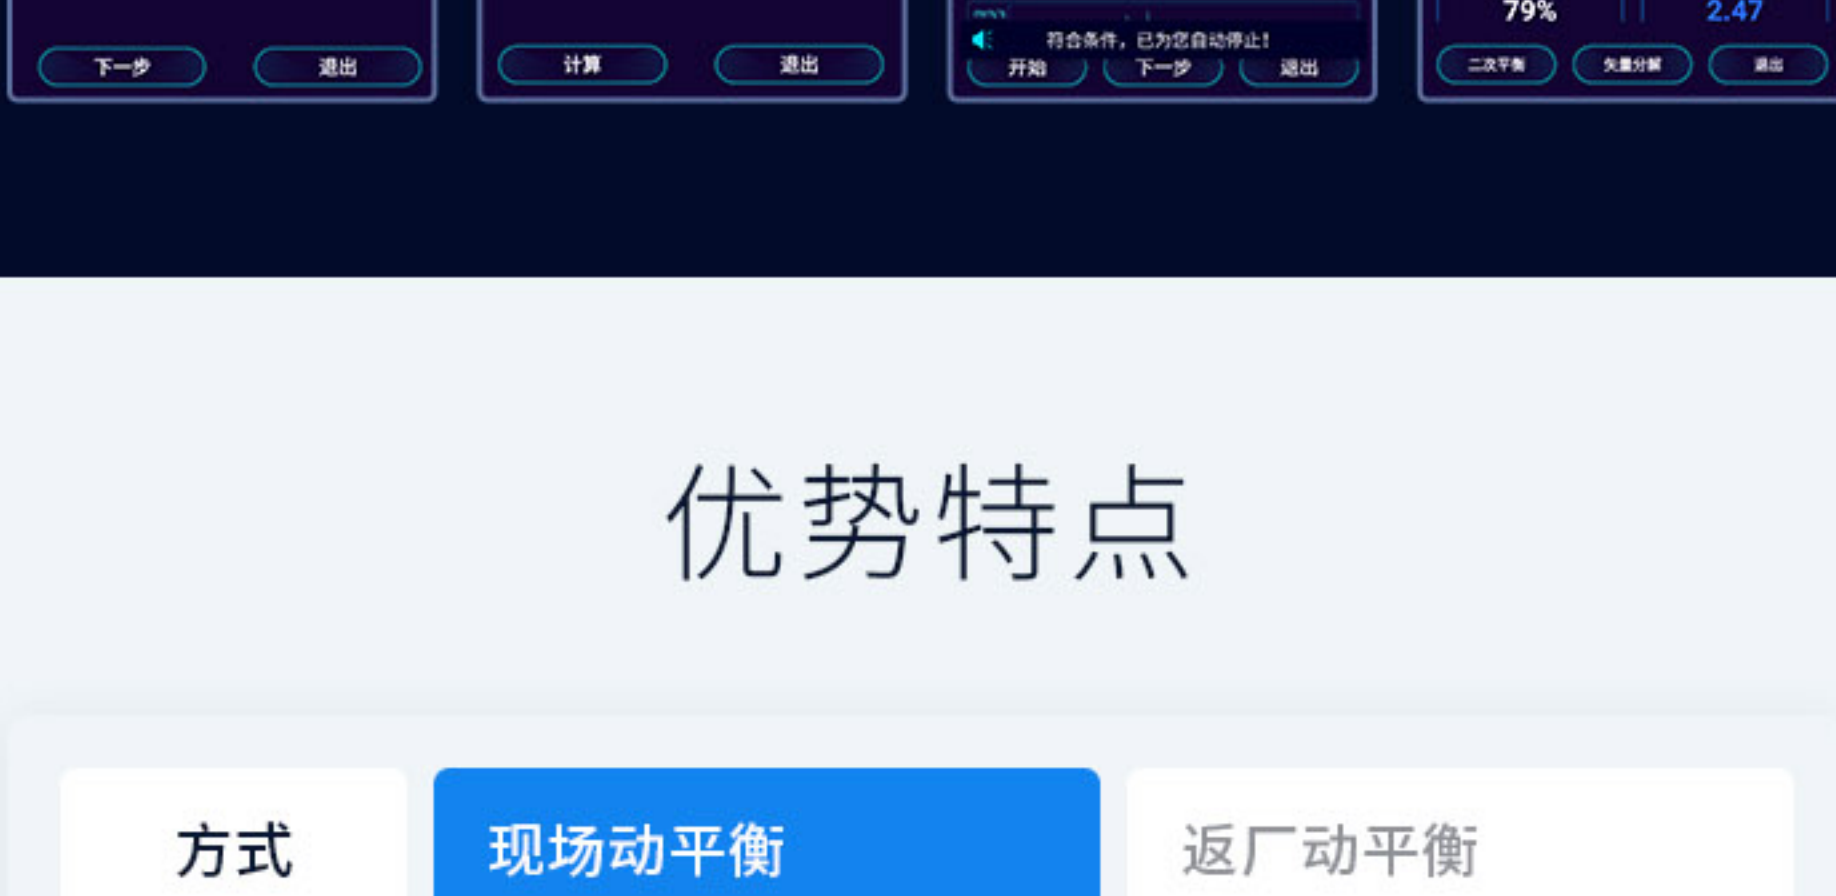 79%
2.47
符合条件，已为您自动停止！
下一步
退出
计算
退出
开始
下一步
退出
二次平衡
矢量分解
退出
优势特点
方式
现场动平衡
返厂动平衡